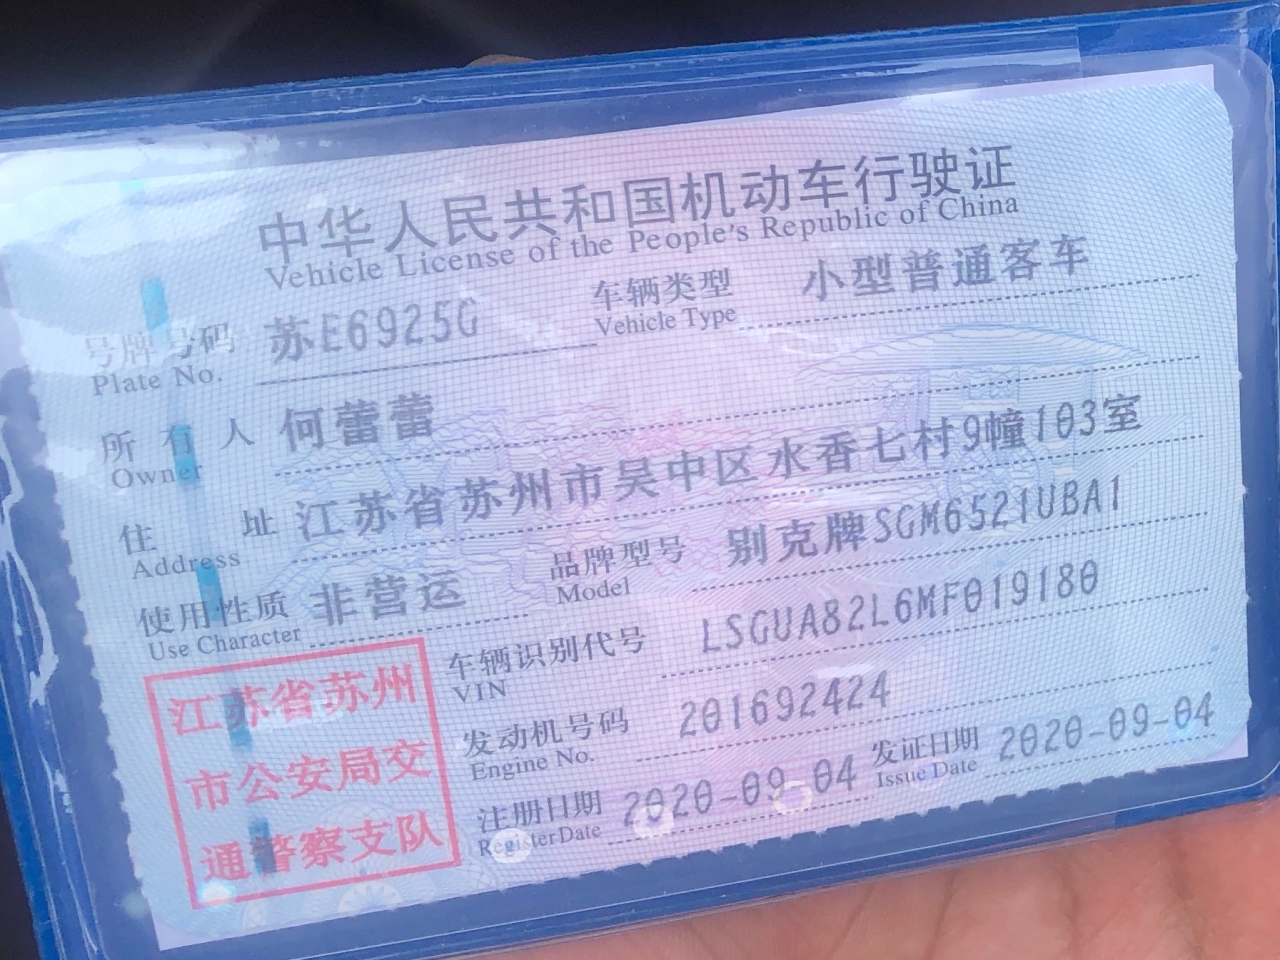 中华人民共和国机动车行驶证
Vehicle License of the People's Republic of China
号牌号码 苏E6925G 车辆类型 小型普通客车
Plate No. Vehicle Type
所有人 何蕾蕾
Owner
住址 江苏省苏州市吴中区水香七村9幢103室
Address
使用性质 非营运 品牌型号 别克牌SGM6521UBA1
Use Character Model
车辆识别代号 LSGUA82L6MF019180
VIN
发动机号码 201692424
Engine No.
注册日期 2020-09-04 发证日期 2020-09-04
Register Date Issue Date
江苏省苏州
市公安局交
通警察支队